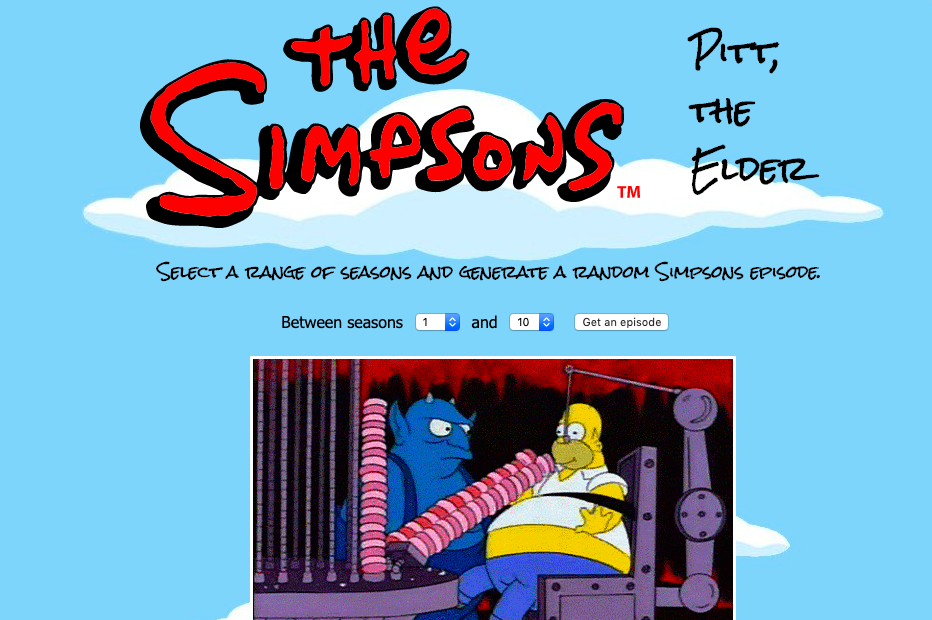 THE
SIMPSONS
TM
PITT,
THE
ELDER
SELECT A RANGE OF SEASONS AND GENERATE A RANDOM SIMPSONS EPISODE.
Between seasons 1 and 10 Get an episode